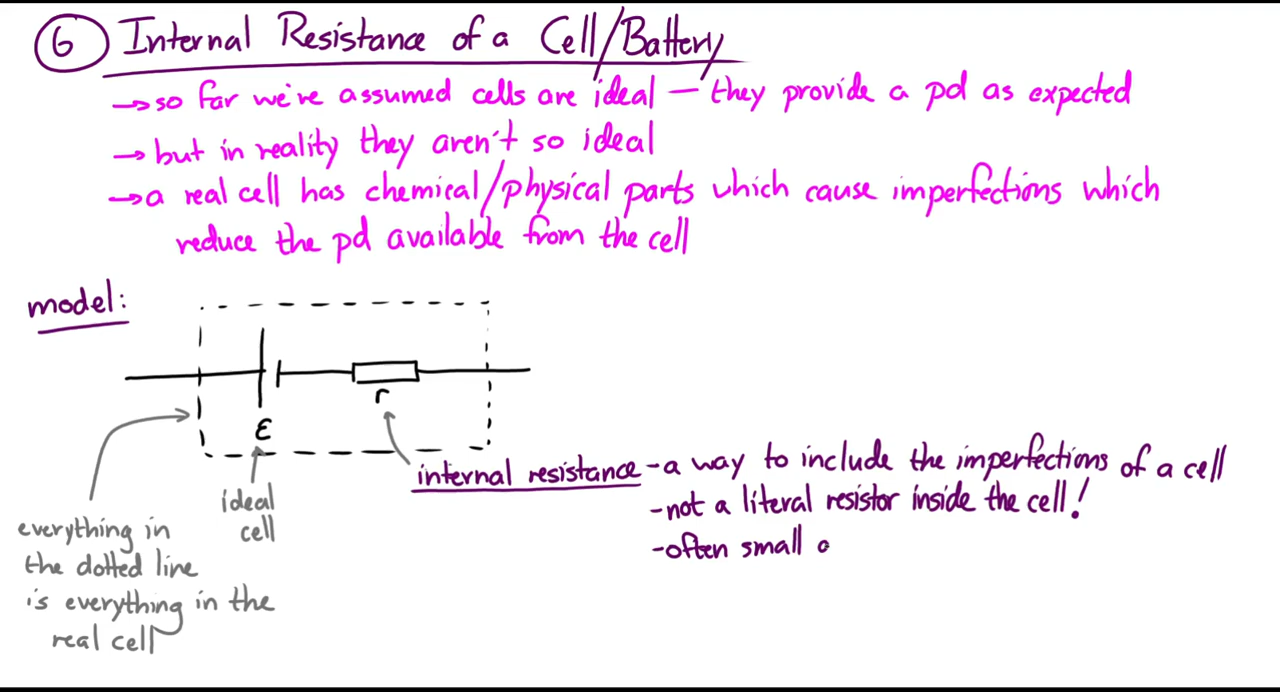 6 Internal Resistance of a Cell/Battery
→so far we've assumed cells are ideal – they provide a pd as expected
→but in reality they aren't so ideal
→a real cell has chemical/physical parts which cause imperfections which
reduce the pd available from the cell
model:
r
ε
internal resistance -a way to include the imperfections of a cell
-not a literal resistor inside the cell!
-often small
ideal
cell
everything in
the dotted line
is everything in the
real cell